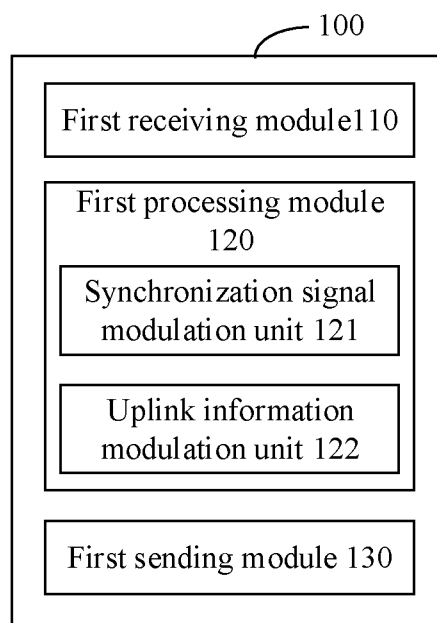 100
First receiving module110
First processing module
120
Synchronization signal
modulation unit 121
Uplink information
modulation unit 122
First sending module 130